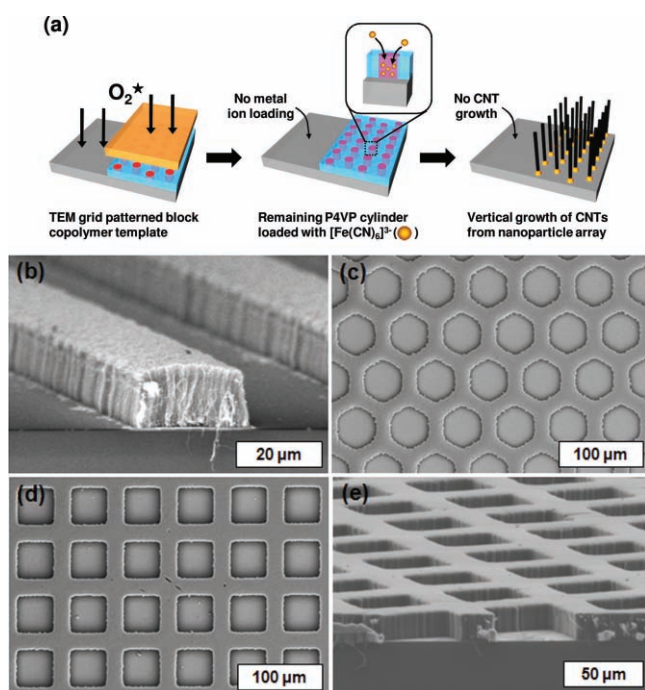 (a)
O₂★
No metal
ion loading
No CNT
growth
TEM grid patterned block
copolymer template
Remaining P4VP cylinder
loaded with [Fe(CN)₆]³⁻( )
Vertical growth of CNTs
from nanoparticle array
(b)
20 μm
(c)
100 μm
(d)
100 μm
(e)
50 μm